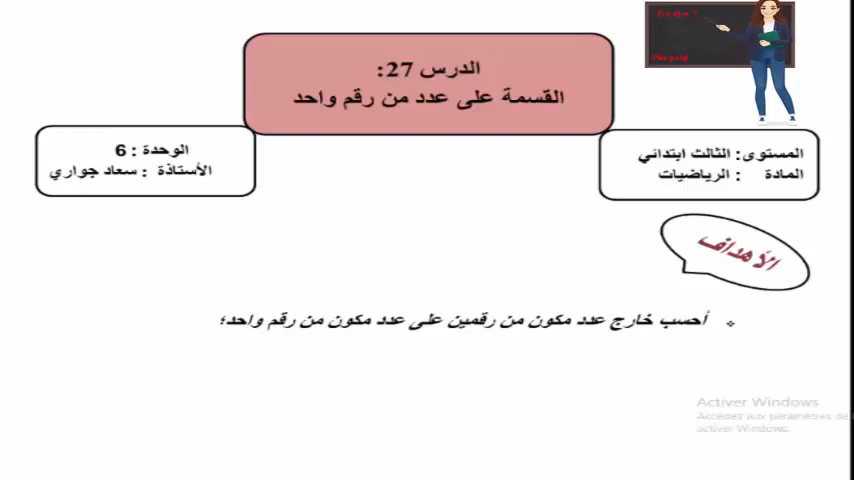 الدرس 27:
القسمة على عدد من رقم واحد
المستوى: الثالث ابتدائي
المادة : الرياضيات
الوحدة : 6
الأستاذة : سعاد جواري
الأهداف
أحسب خارج عدد مكون من رقمين على عدد مكون من رقم واحد؛
Activer Windows
Accédez aux paramètres de
activer Windows.